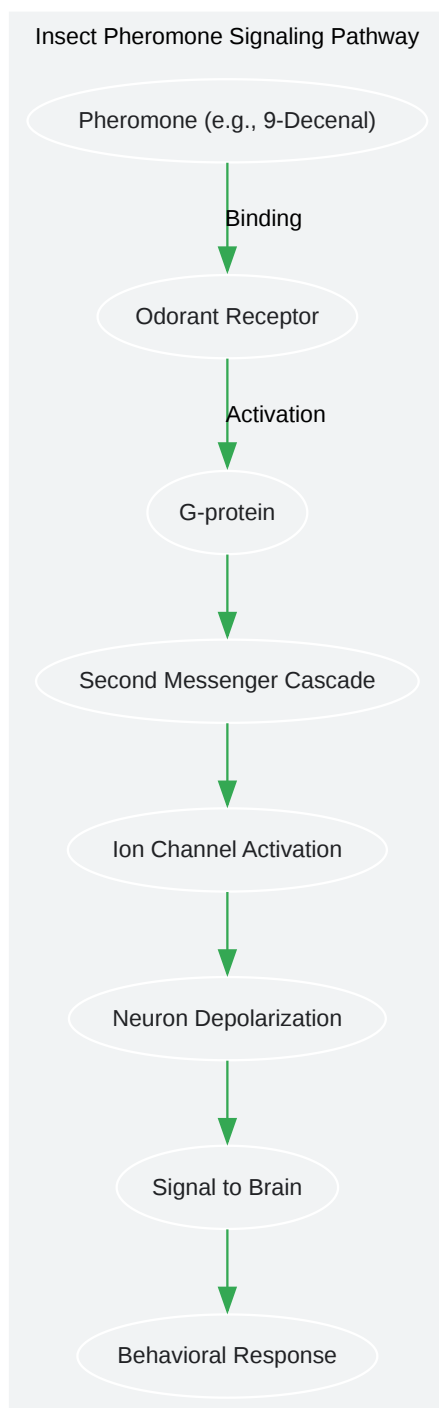 Insect Pheromone Signaling Pathway
Pheromone (e.g., 9-Decenal)
Binding
Odorant Receptor
Activation
G-protein
Second Messenger Cascade
Ion Channel Activation
Neuron Depolarization
Signal to Brain
Behavioral Response